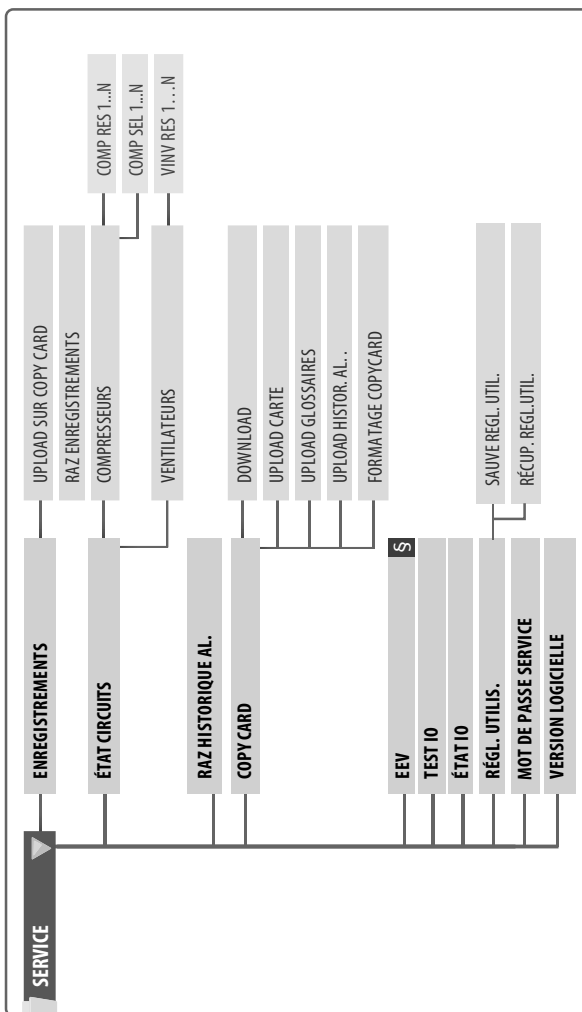 SERVICE
ENREGISTREMENTS
UPLOAD SUR COPY CARD
RAZ ENREGISTREMENTS
ÉTAT CIRCUITS
COMPRESSEURS
COMP RES 1...N
COMP SEL 1...N
VENTILATEURS
VINV RES 1...N
RAZ HISTORIQUE AL.
COPY CARD
DOWNLOAD
UPLOAD CARTE
UPLOAD GLOSSAIRES
UPLOAD HISTOR. AL. .
FORMATAGE COPYCARD
EEV
§
TEST IO
ÉTAT IO
RÉGL. UTILIS.
SAUVE REGL. UTIL.
RÉCUP. REGL.UTIL.
MOT DE PASSE SERVICE
VERSION LOGICIELLE